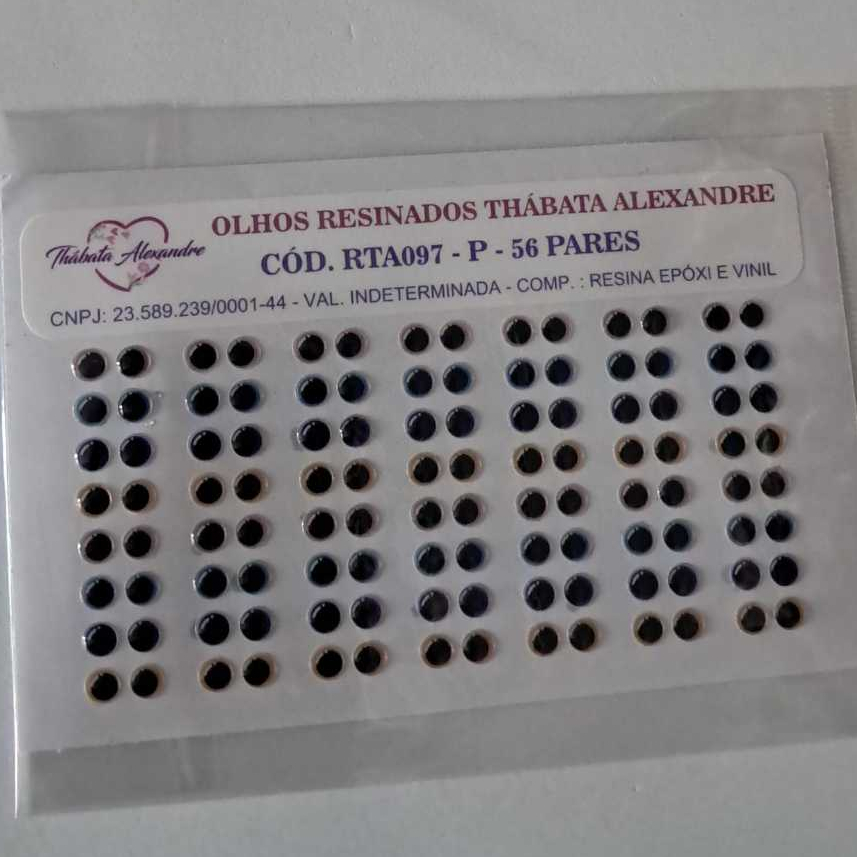 Thábata Alexandre
OLHOS RESINADOS THÁBATA ALEXANDRE
CÓD. RTA097 - P - 56 PARES
CNPJ: 23.589.239/0001-44 - VAL. INDETERMINADA - COMP. : RESINA EPÓXI E VINIL